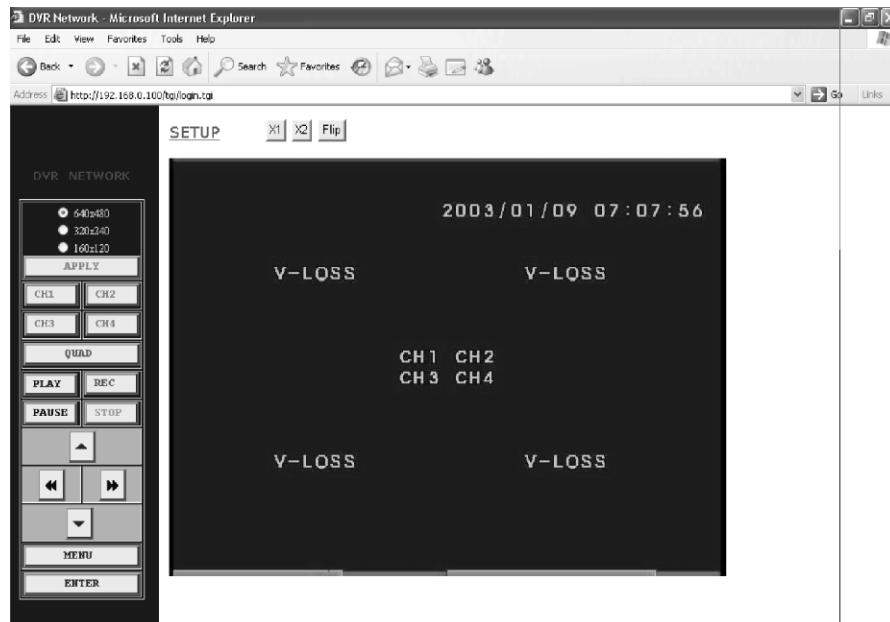 DVR Network - Microsoft Internet Explorer
File Edit View Favorites Tools Help
Back Search Favorites
Address http://192.168.0.100/tgi/login.tgi Go Links
SETUP X1 X2 Flip
DVR NETWORK
640x480
320x240
160x120
APPLY
CH1 CH2
CH3 CH4
QUAD
PLAY REC
PAUSE STOP
MENU
ENTER
2003/01/09 07:07:56
V-LOSS V-LOSS
CH1 CH2
CH3 CH4
V-LOSS V-LOSS